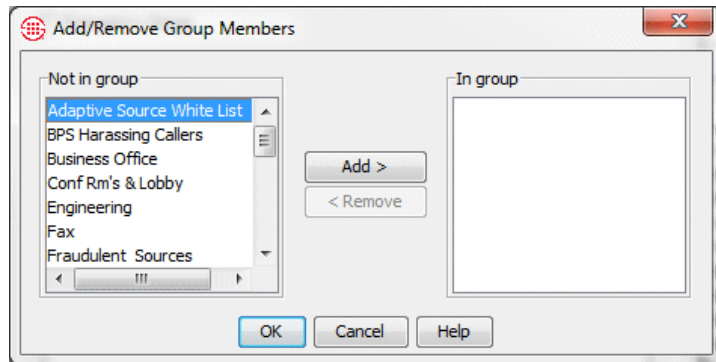 Add/Remove Group Members
Not in group
Adaptive Source White List
BPS Harassing Callers
Business Office
Conf Rm's & Lobby
Engineering
Fax
Fraudulent Sources
Add >
< Remove
In group
OK
Cancel
Help